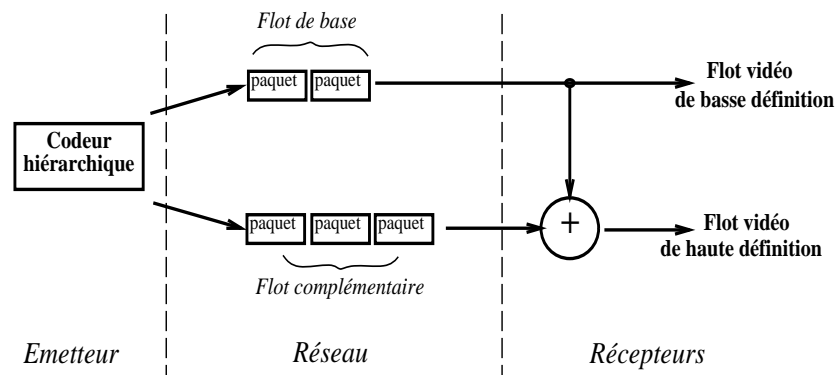 Flot de base
paquet paquet
Flot vidéo
de basse définition
Codeur
hiérarchique
paquet paquet paquet
+
Flot vidéo
de haute définition
Flot complémentaire
Emetteur
Réseau
Récepteurs